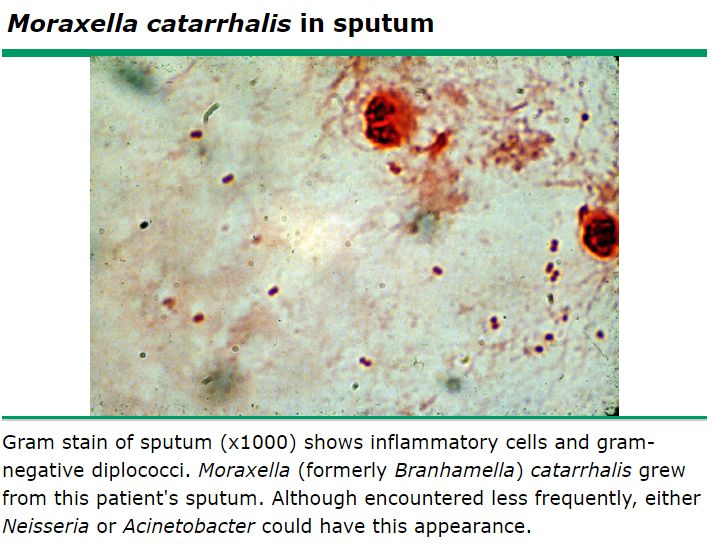 Moraxella catarrhalis in sputum
Gram stain of sputum (x1000) shows inflammatory cells and gram-
negative diplococci. Moraxella (formerly Branhamella) catarrhalis grew
from this patient's sputum. Although encountered less frequently, either
Neisseria or Acinetobacter could have this appearance.